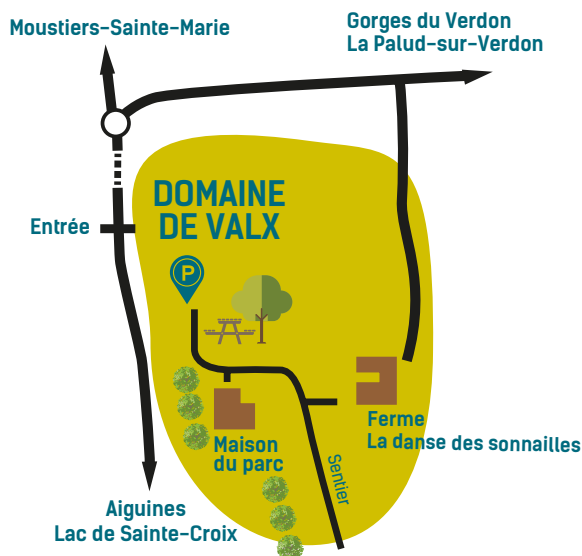 Moustiers-Sainte-Marie
Gorges du Verdon
La Palud-sur-Verdon
DOMAINE
DE VALX
Entrée
P
Ferme
La danse des sonnailles
Maison
du parc
Sentier
Aiguines
Lac de Sainte-Croix